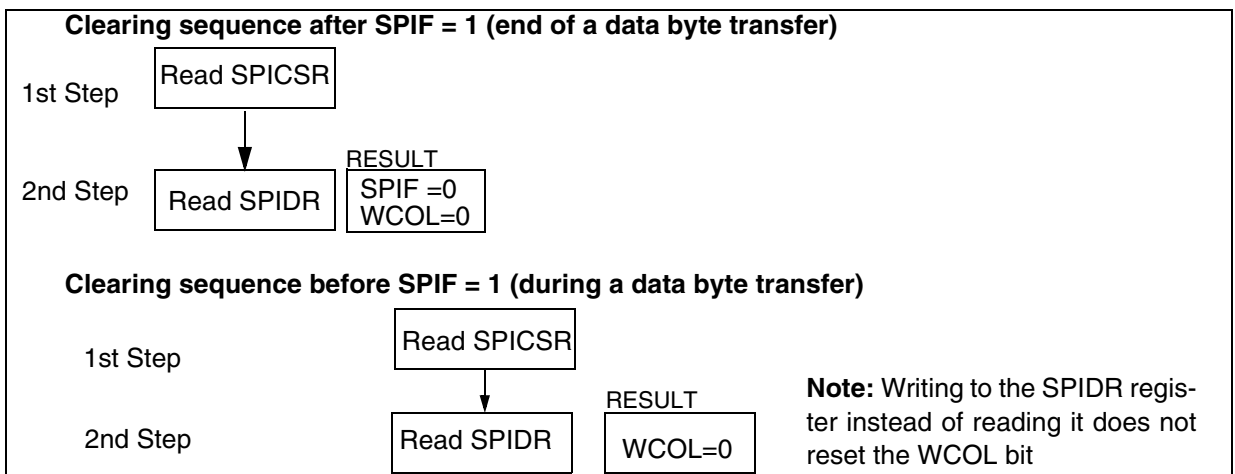 Clearing sequence after SPIF = 1 (end of a data byte transfer)
1st Step
Read SPICSR
2nd Step
Read SPIDR
RESULT
SPIF =0
WCOL=0
Clearing sequence before SPIF = 1 (during a data byte transfer)
1st Step
Read SPICSR
2nd Step
Read SPIDR
RESULT
WCOL=0
Note: Writing to the SPIDR regis-
ter instead of reading it does not
reset the WCOL bit